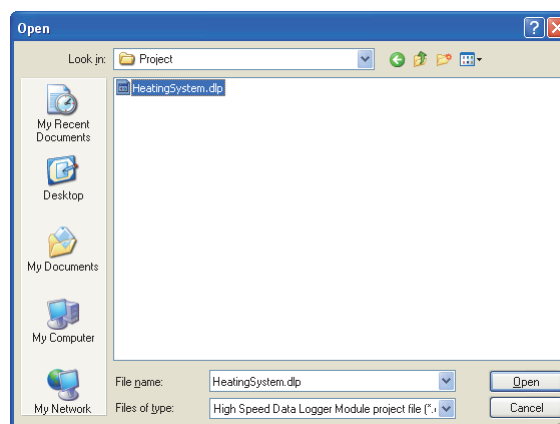 Open
Look in: Project
HeatingSystem.dlp
My Recent
Documents
Desktop
My Documents
My Computer
My Network
File name: HeatingSystem.dlp
Open
Files of type: High Speed Data Logger Module project file (*.
Cancel